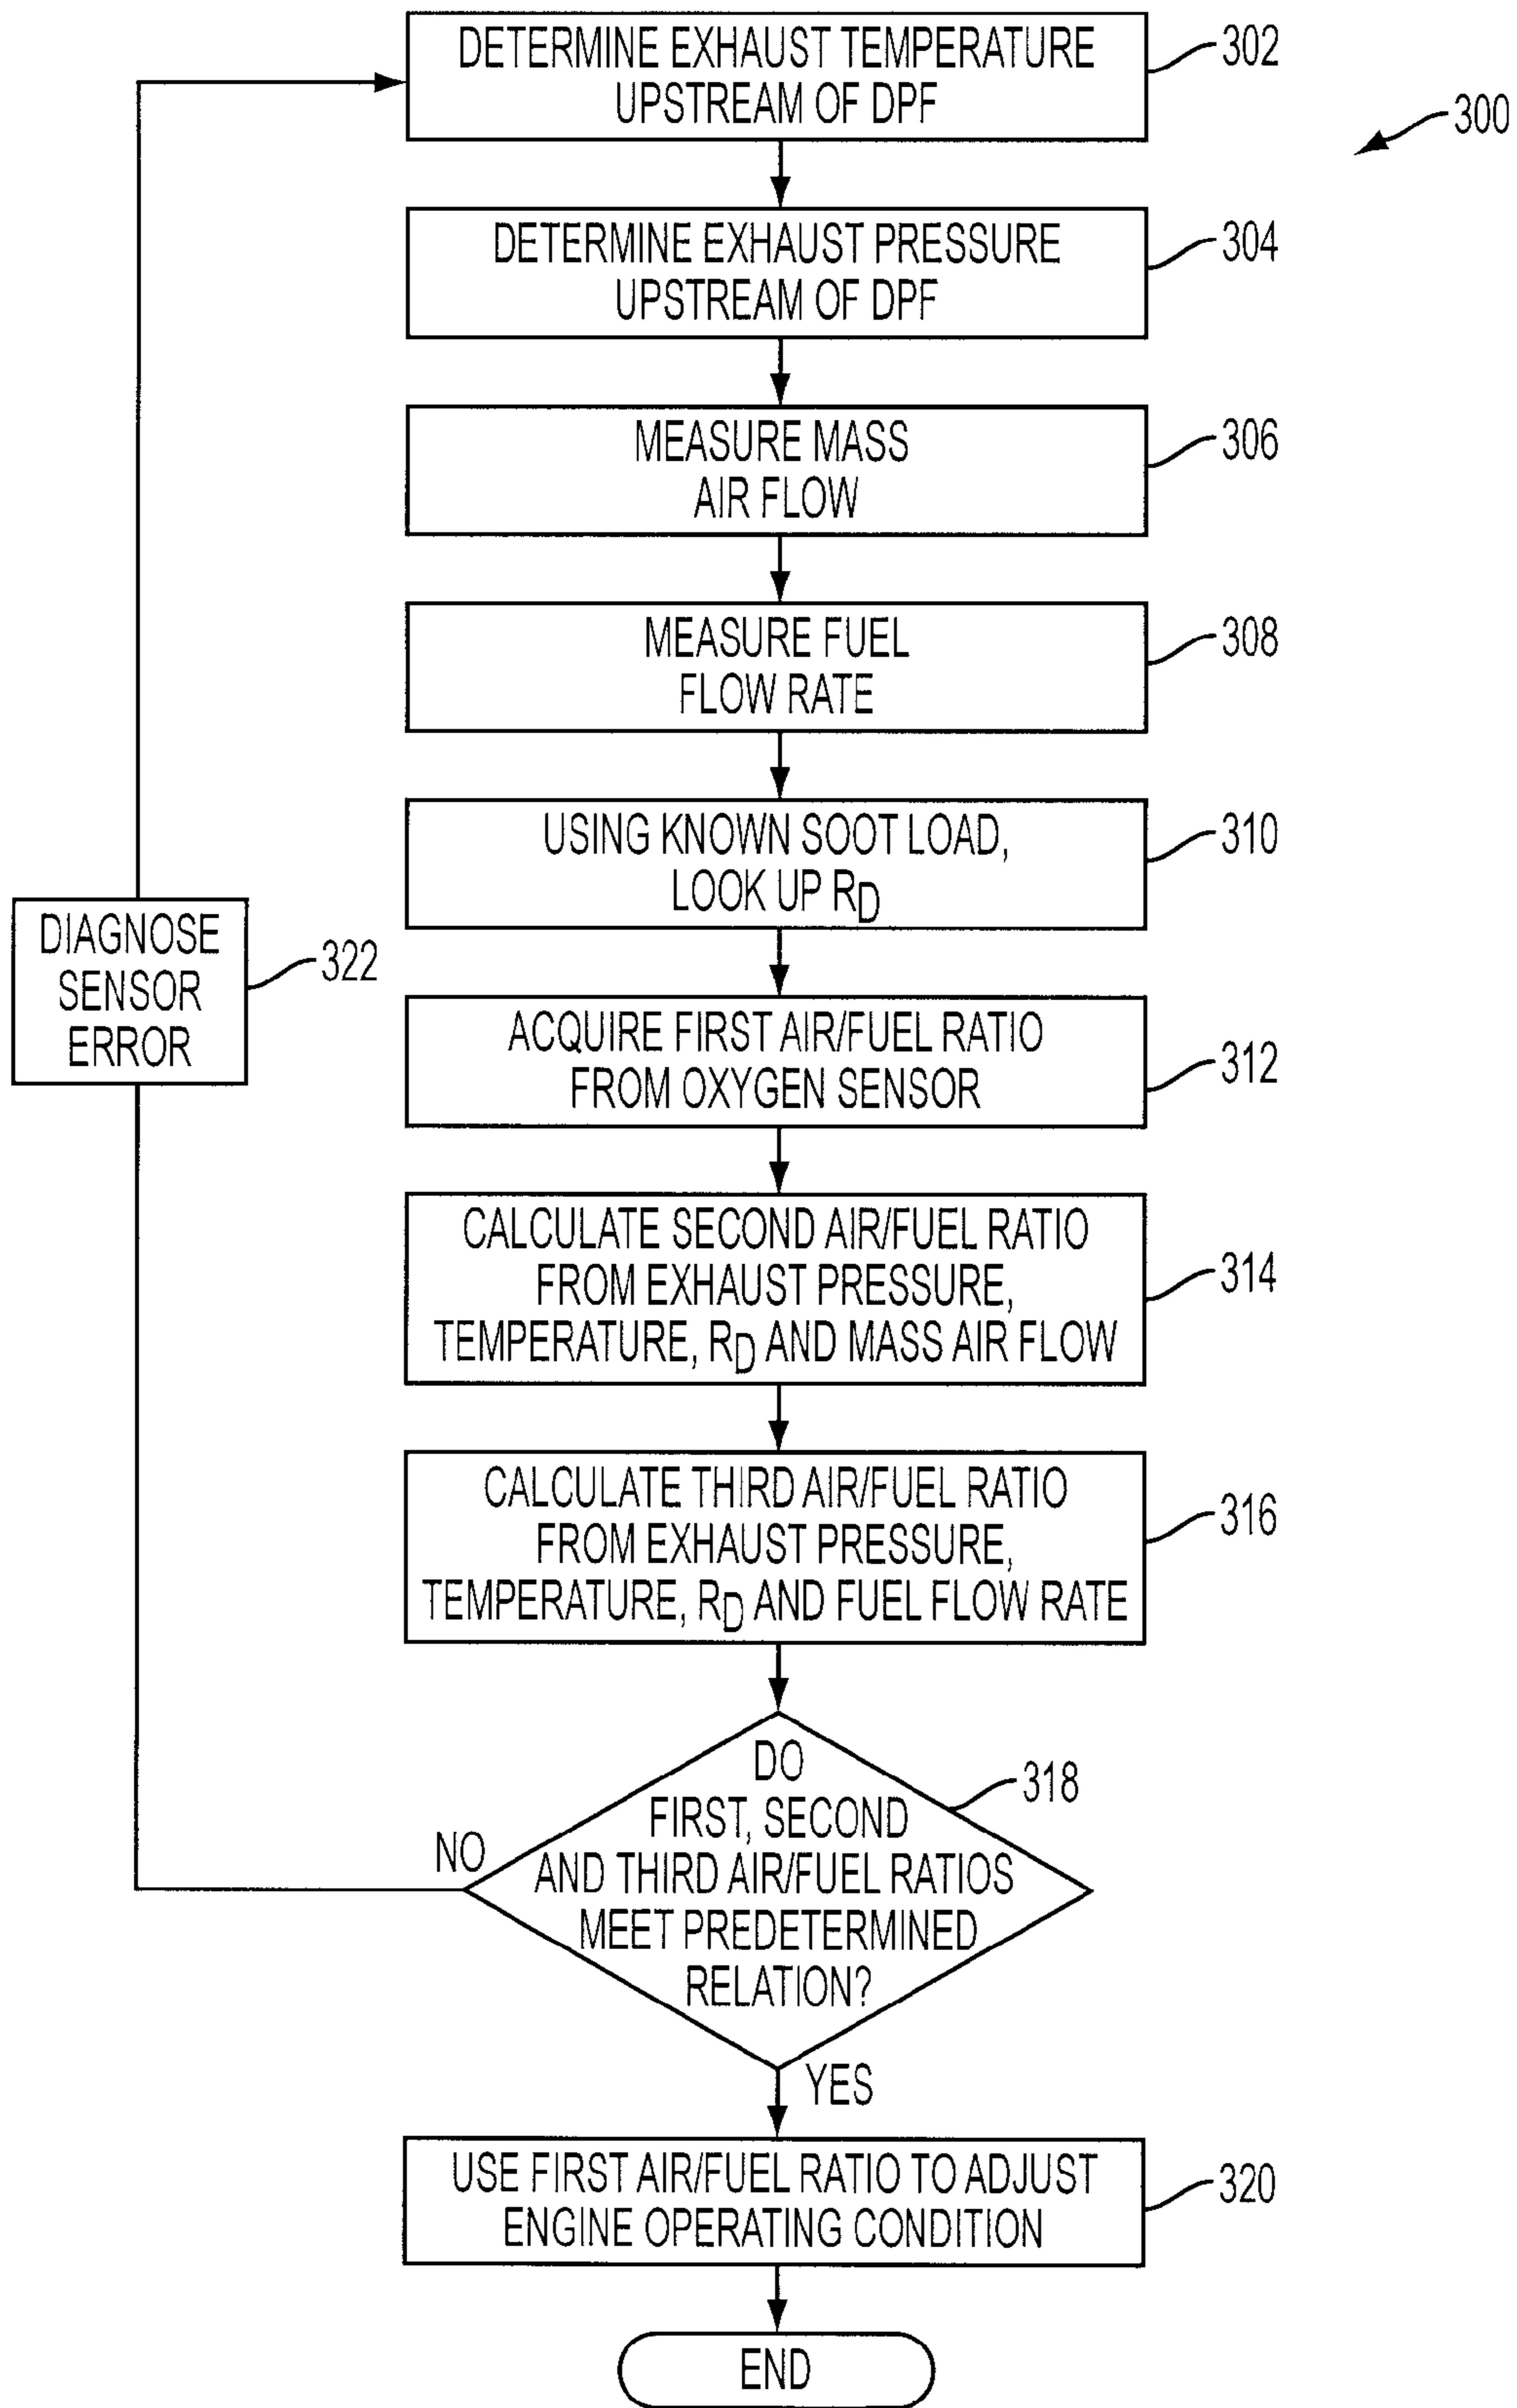 DETERMINE EXHAUST TEMPERATURE
UPSTREAM OF DPF
302
300
DETERMINE EXHAUST PRESSURE
UPSTREAM OF DPF
304
MEASURE MASS
AIR FLOW
306
MEASURE FUEL
FLOW RATE
308
USING KNOWN SOOT LOAD,
LOOK UP RD
310
DIAGNOSE
SENSOR
ERROR
322
ACQUIRE FIRST AIR/FUEL RATIO
FROM OXYGEN SENSOR
312
CALCULATE SECOND AIR/FUEL RATIO
FROM EXHAUST PRESSURE,
TEMPERATURE, RD AND MASS AIR FLOW
314
CALCULATE THIRD AIR/FUEL RATIO
FROM EXHAUST PRESSURE,
TEMPERATURE, RD AND FUEL FLOW RATE
316
DO
FIRST, SECOND
AND THIRD AIR/FUEL RATIOS
MEET PREDETERMINED
RELATION?
318
NO
YES
USE FIRST AIR/FUEL RATIO TO ADJUST
ENGINE OPERATING CONDITION
320
END